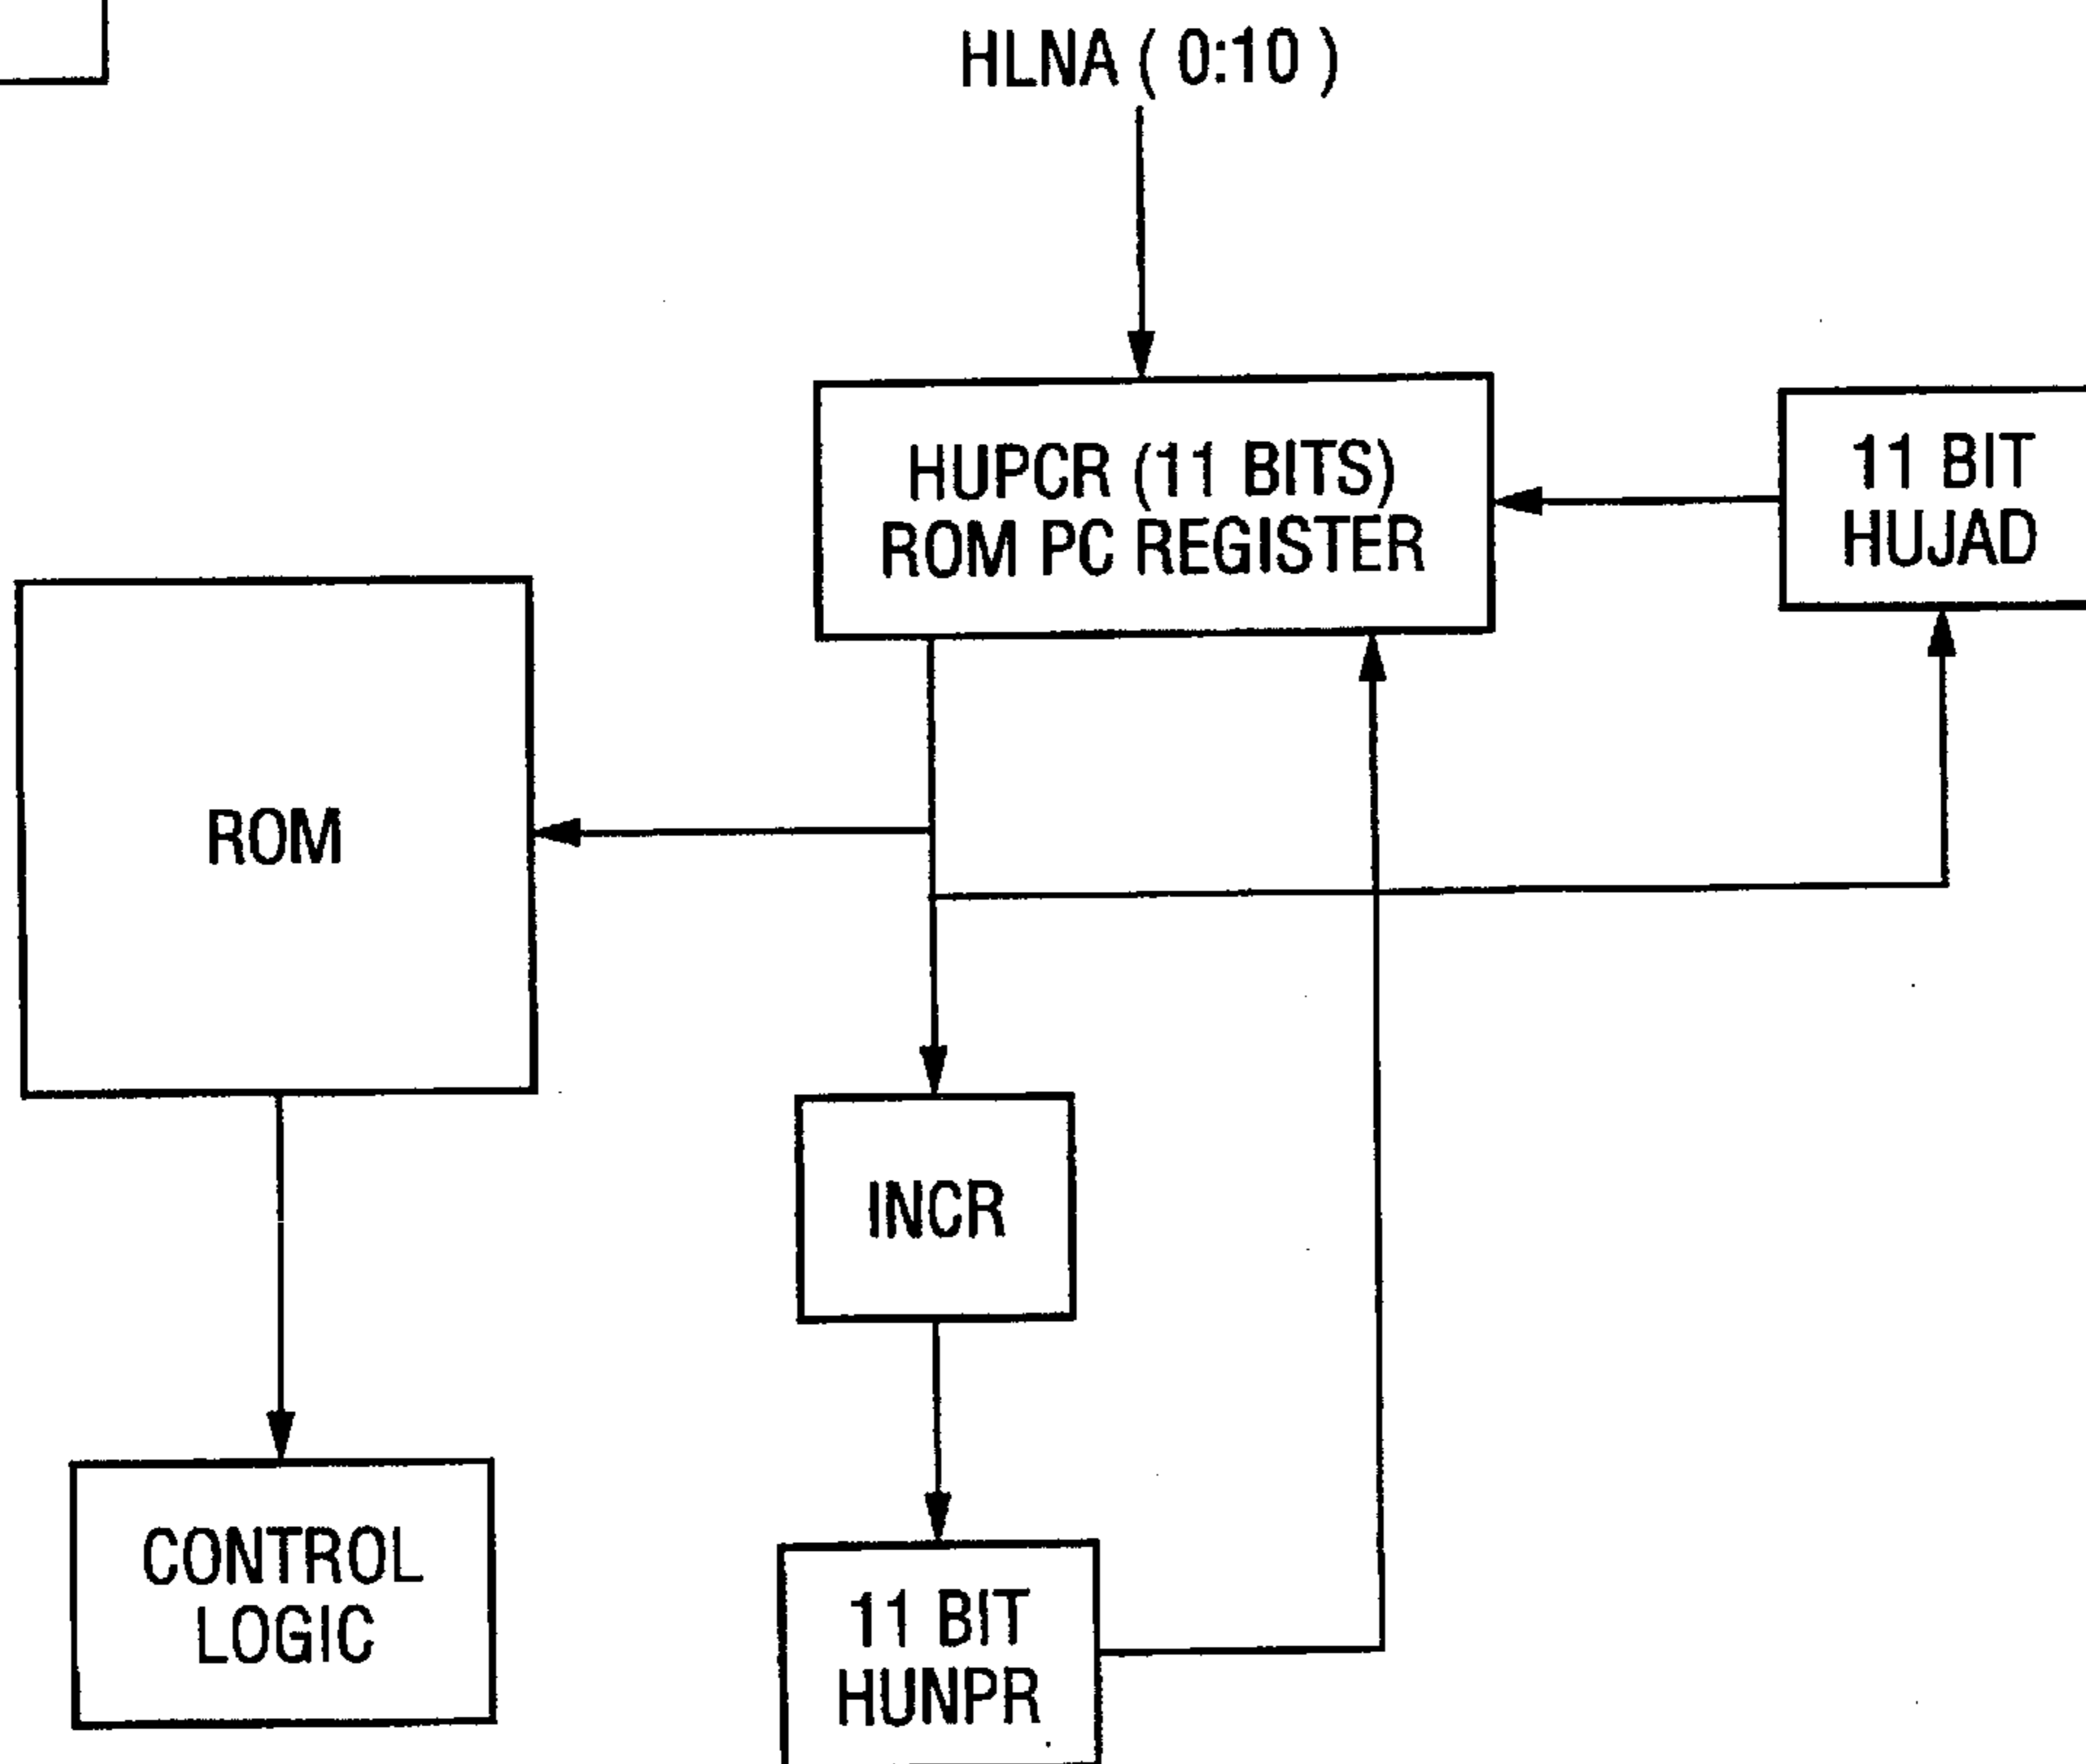 HLNA ( 0:10 )
HUPCR (11 BITS)
ROM PC REGISTER
11 BIT
HUJAD
ROM
INCR
CONTROL
LOGIC
11 BIT
HUNPR